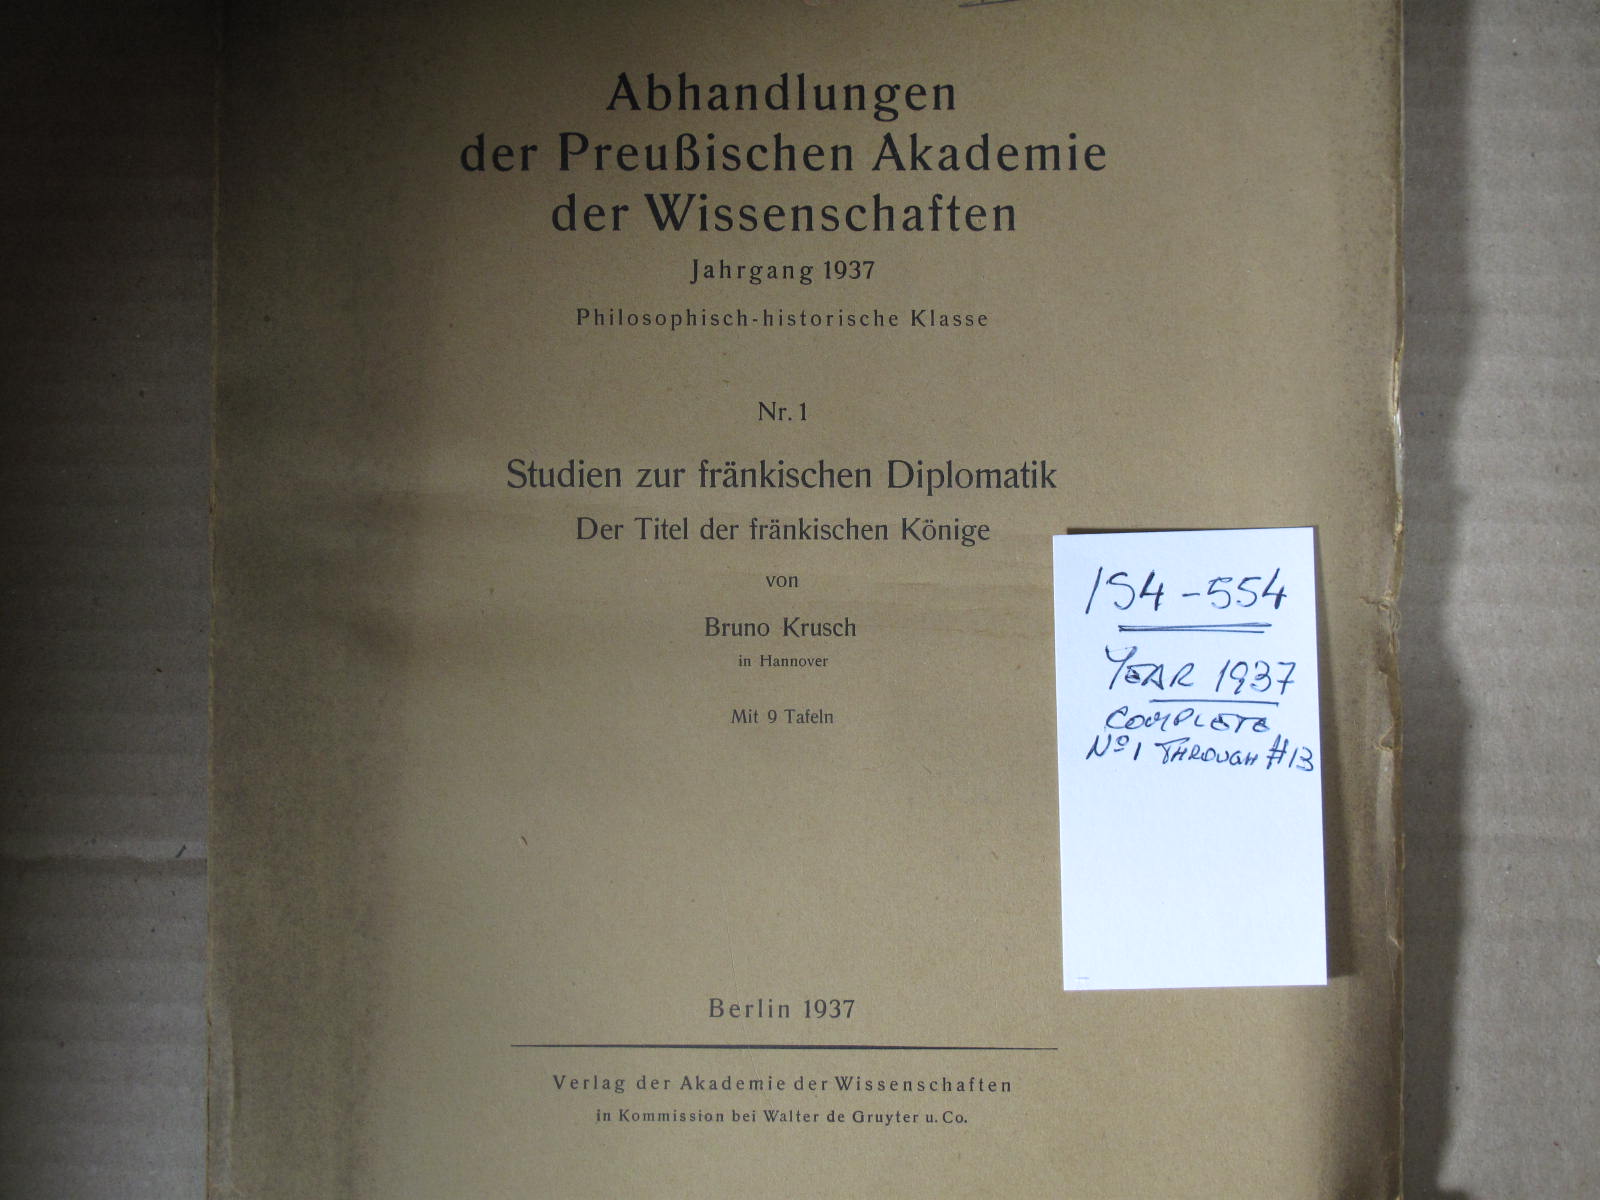 Abhandlungen
der Preußischen Akademie
der Wissenschaften
Jahrgang 1937
Philosophisch-historische Klasse
Nr. 1
Studien zur fränkischen Diplomatik
Der Titel der fränkischen Könige
von
Bruno Krusch
in Hannover
Mit 9 Tafeln
Berlin 1937
Verlag der Akademie der Wissenschaften
in Kommission bei Walter de Gruyter u. Co.
154-554
YEAR 1937
COMPLETE
Nº 1 THROUGH #13